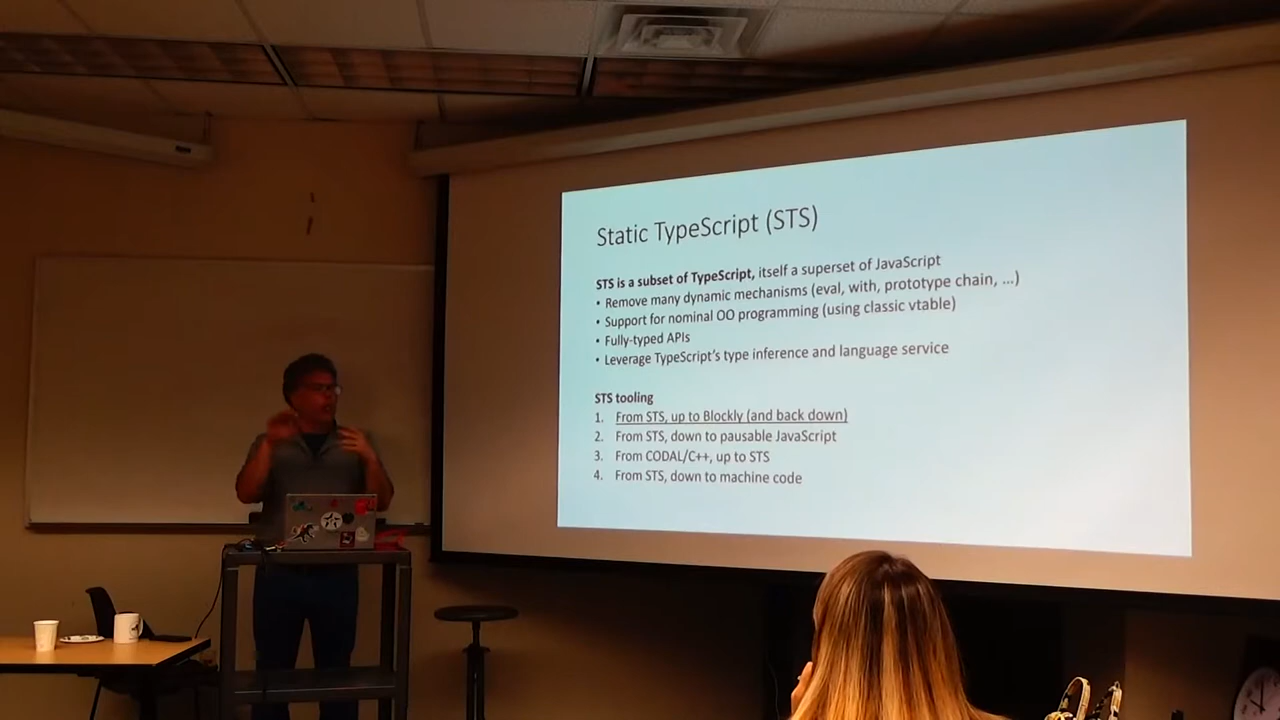 Static TypeScript (STS)
STS is a subset of TypeScript, itself a superset of JavaScript
• Remove many dynamic mechanisms (eval, with, prototype chain, ...)
• Support for nominal OO programming (using classic vtable)
• Fully-typed APIs
• Leverage TypeScript's type inference and language service
STS tooling
1. From STS, up to Blockly (and back down)
2. From STS, down to pausable JavaScript
3. From CODAL/C++, up to STS
4. From STS, down to machine code